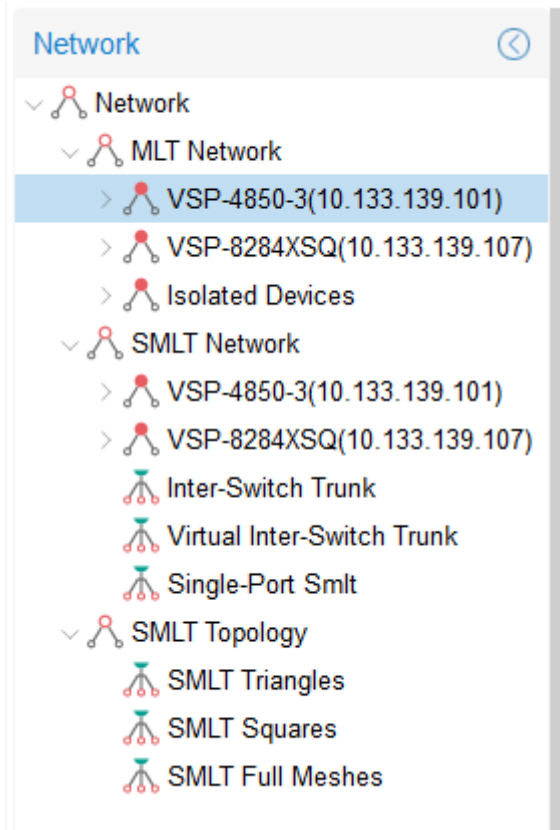 Network
Network
MLT Network
VSP-4850-3(10.133.139.101)
VSP-8284XSQ(10.133.139.107)
Isolated Devices
SMLT Network
VSP-4850-3(10.133.139.101)
VSP-8284XSQ(10.133.139.107)
Inter-Switch Trunk
Virtual Inter-Switch Trunk
Single-Port Smlt
SMLT Topology
SMLT Triangles
SMLT Squares
SMLT Full Meshes